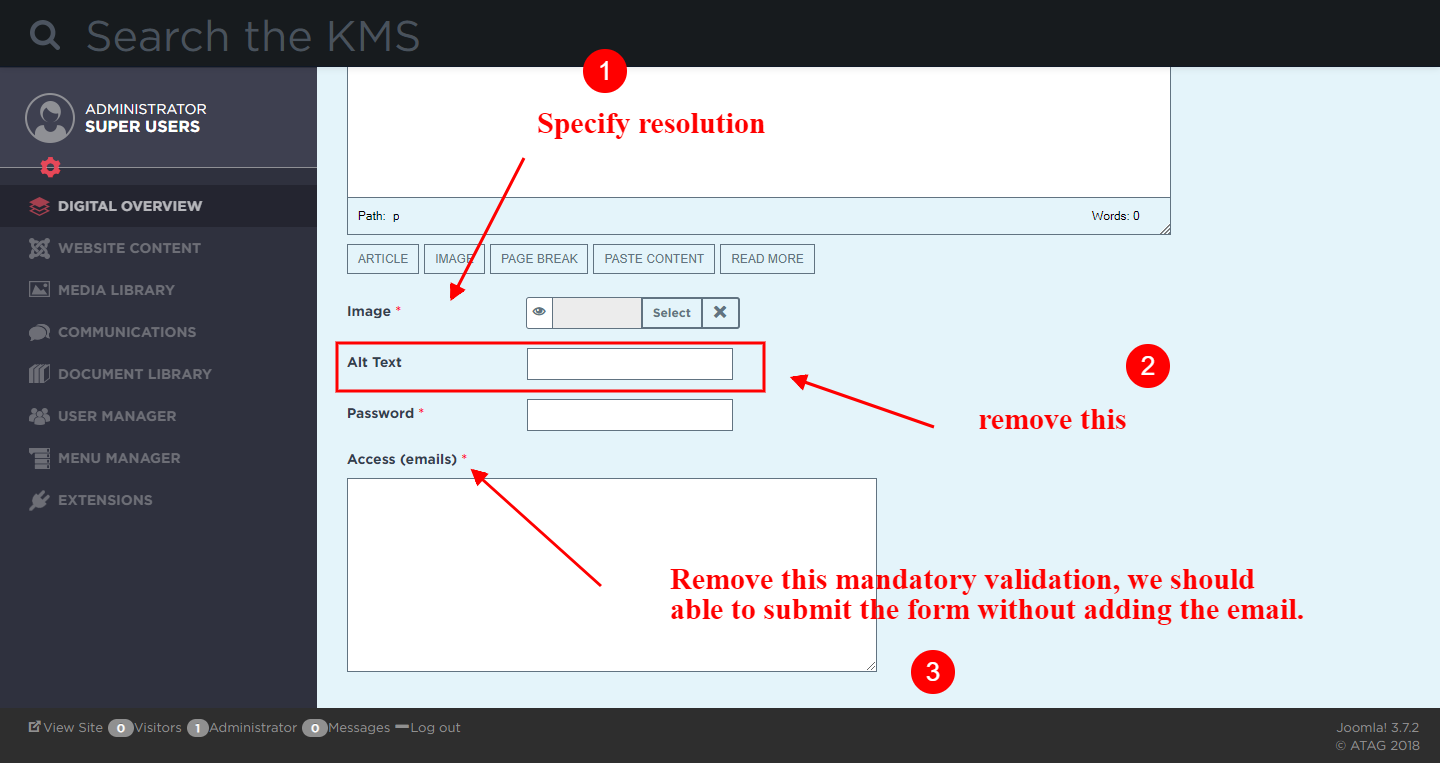 Search the KMS
1
Specify resolution
ADMINISTRATOR
SUPER USERS
DIGITAL OVERVIEW
WEBSITE CONTENT
MEDIA LIBRARY
COMMUNICATIONS
DOCUMENT LIBRARY
USER MANAGER
MENU MANAGER
EXTENSIONS
Path: p
Words: 0
ARTICLE IMAGE PAGE BREAK PASTE CONTENT READ MORE
Image * Select
Alt Text
2
Password *
remove this
Access (emails) *
Remove this mandatory validation, we should
able to submit the form without adding the email.
3
View Site 0 Visitors 1 Administrator 0 Messages Log out
Joomla! 3.7.2
© ATAG 2018